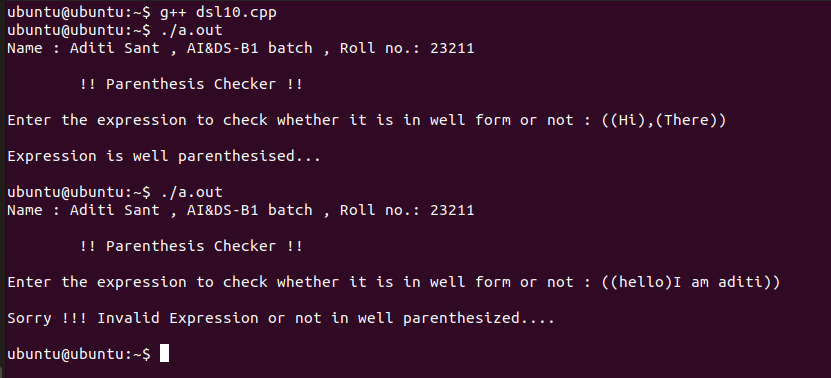 ubuntu@ubuntu:~$ g++ dsl10.cpp
ubuntu@ubuntu:~$ ./a.out
Name : Aditi Sant , AI&DS-B1 batch , Roll no.: 23211
!! Parenthesis Checker !!
Enter the expression to check whether it is in well form or not : ((Hi),(There))
Expression is well parenthesised...
ubuntu@ubuntu:~$ ./a.out
Name : Aditi Sant , AI&DS-B1 batch , Roll no.: 23211
!! Parenthesis Checker !!
Enter the expression to check whether it is in well form or not : ((hello)I am aditi))
Sorry !!! Invalid Expression or not in well parenthesized....
ubuntu@ubuntu:~$